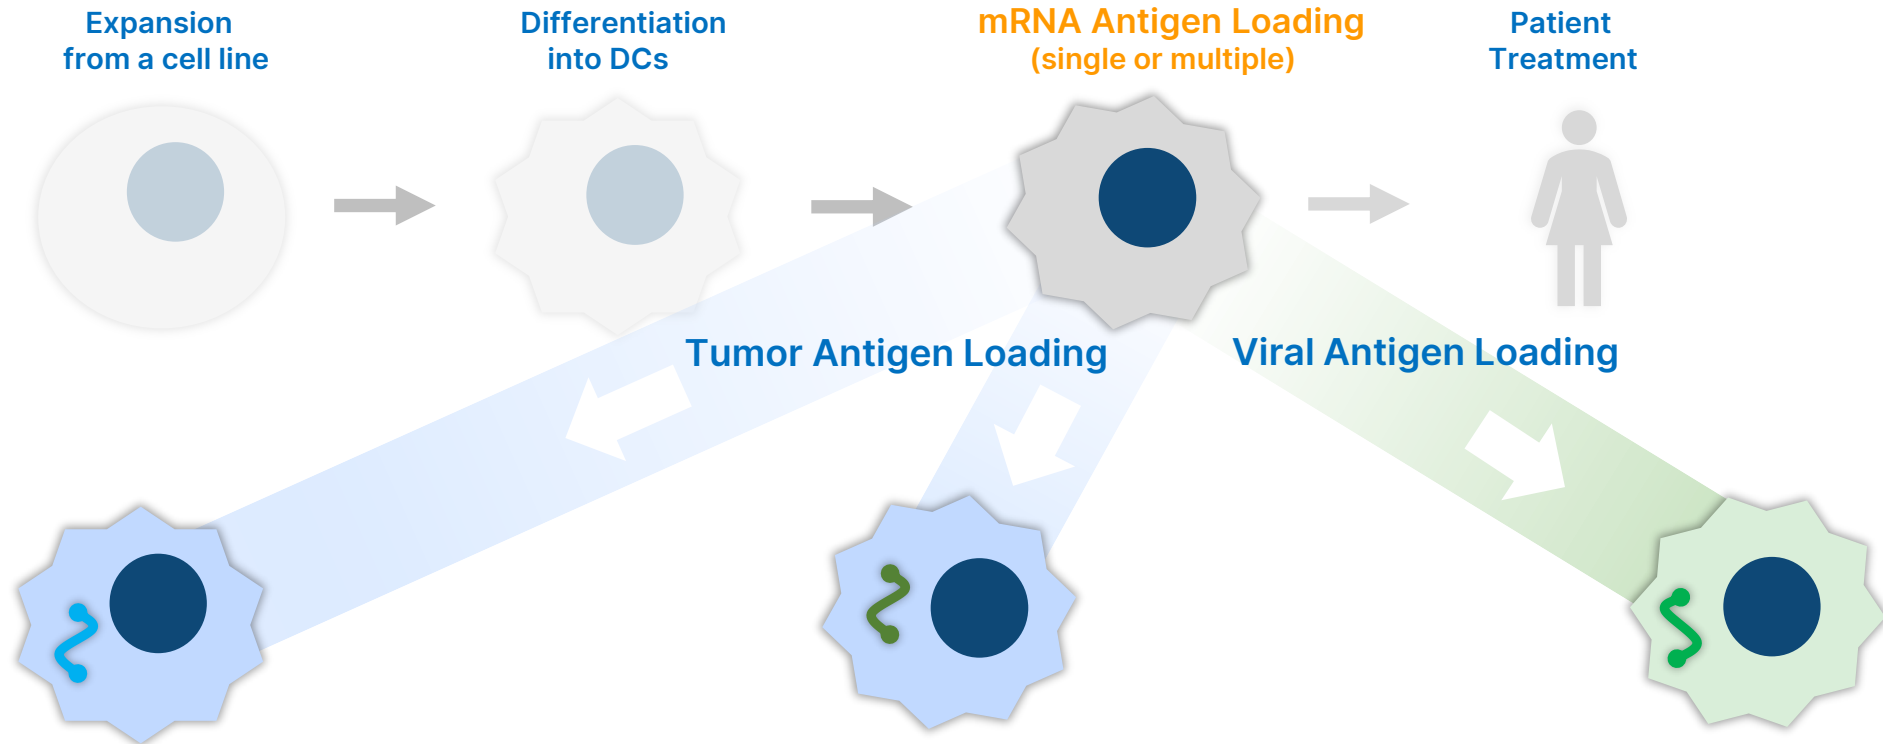 Expansion
from a cell line
Differentiation
into DCs
mRNA Antigen Loading
(single or multiple)
Patient
Treatment
Tumor Antigen Loading
Viral Antigen Loading